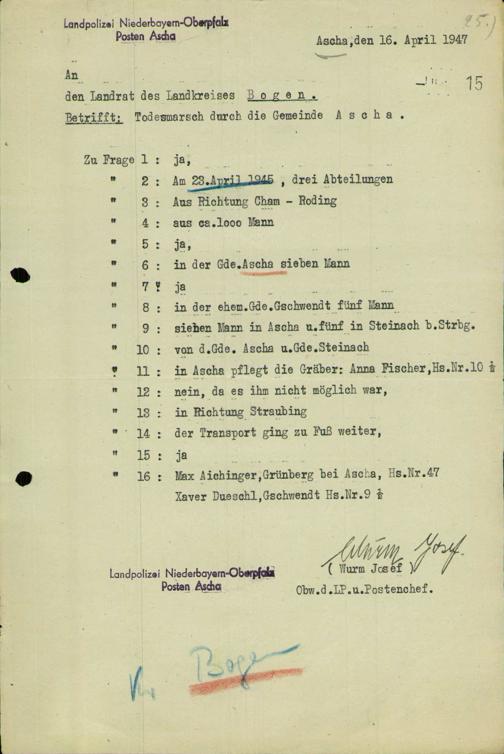 25.)
Landpolizei Niederbayern-Oberpfalz
Posten Ascha
Ascha,den 16. April 1947
15
An
den Landrat des Landkreises B o g e n .
Betrifft: Todesmarsch durch die Gemeinde A s c h a .
Zu Frage 1 : ja,
" 2 : Am 23.April 1945 , drei Abteilungen
" 3 : Aus Richtung Cham - Roding
" 4 : aus ca.1000 Mann
" 5 : ja,
" 6 : in der Gde.Ascha sieben Mann
" 7 : ja
" 8 : in der ehem.Gde.Gschwendt fünf Mann
" 9 : sieben Mann in Ascha u.fünf in Steinach b.Strbg.
" 10 : von d.Gde. Ascha u.Gde.Steinach
" 11 : in Ascha pflegt die Gräber: Anna Fischer,Hs.Nr.10 ½
" 12 : nein, da es ihm nicht möglich war,
" 13 : in Richtung Straubing
" 14 : der Transport ging zu Fuß weiter,
" 15 : ja
" 16 : Max Aichinger,Grünberg bei Ascha, Hs.Nr.47
Xaver Dueschl,Gschwendt Hs.Nr.9 ½
Wurm Josef.
Landpolizei Niederbayern-Oberpfalz
Posten Ascha
( Wurm Josef )
Obw.d.LP.u.Postenchef.
Bogen